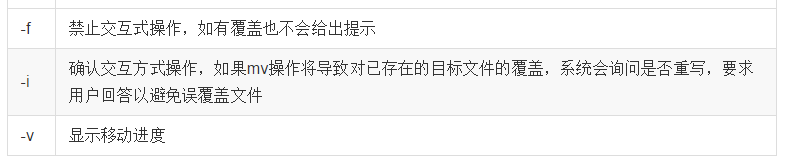 -f 禁止交互式操作，如有覆盖也不会给出提示
-i 确认交互方式操作，如果mv操作将导致对已存在的目标文件的覆盖，系统会询问是否重写，要求
用户回答以避免误覆盖文件
-v 显示移动进度